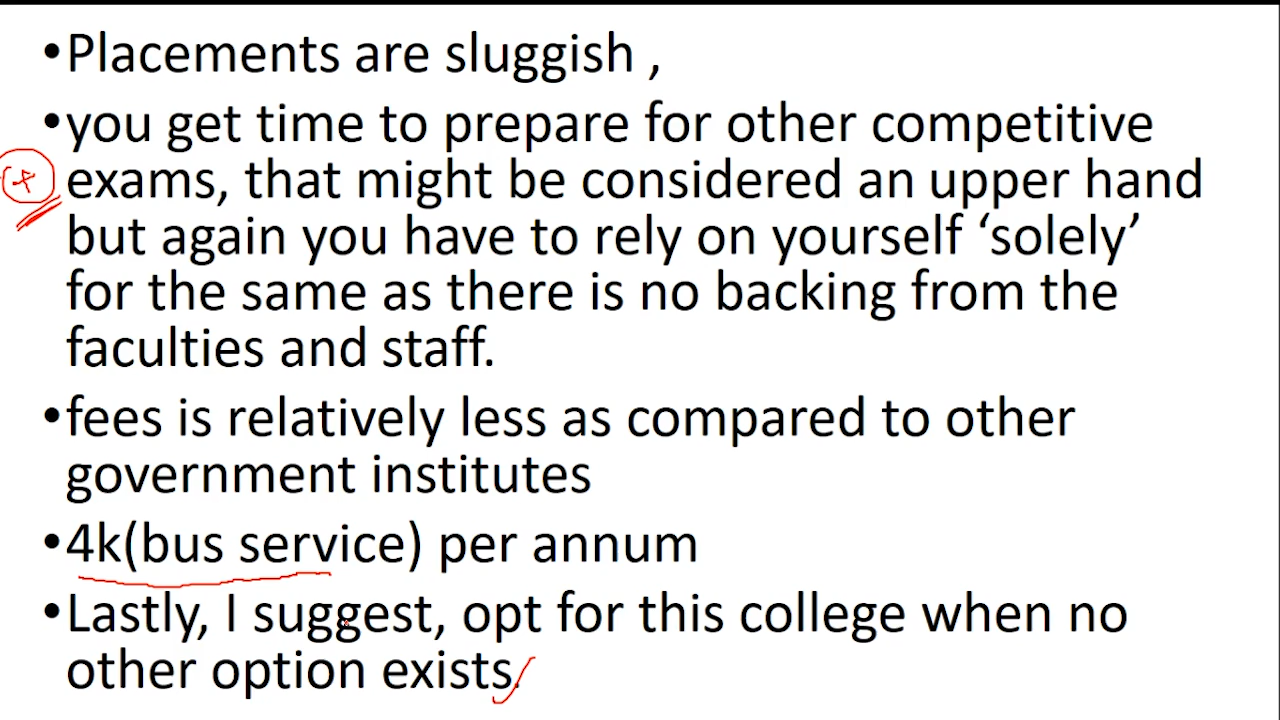 •Placements are sluggish ,
•you get time to prepare for other competitive
exams, that might be considered an upper hand
but again you have to rely on yourself ‘solely’
for the same as there is no backing from the
faculties and staff.
•fees is relatively less as compared to other
government institutes
•4k(bus service) per annum
•Lastly, I suggest, opt for this college when no
other option exists.